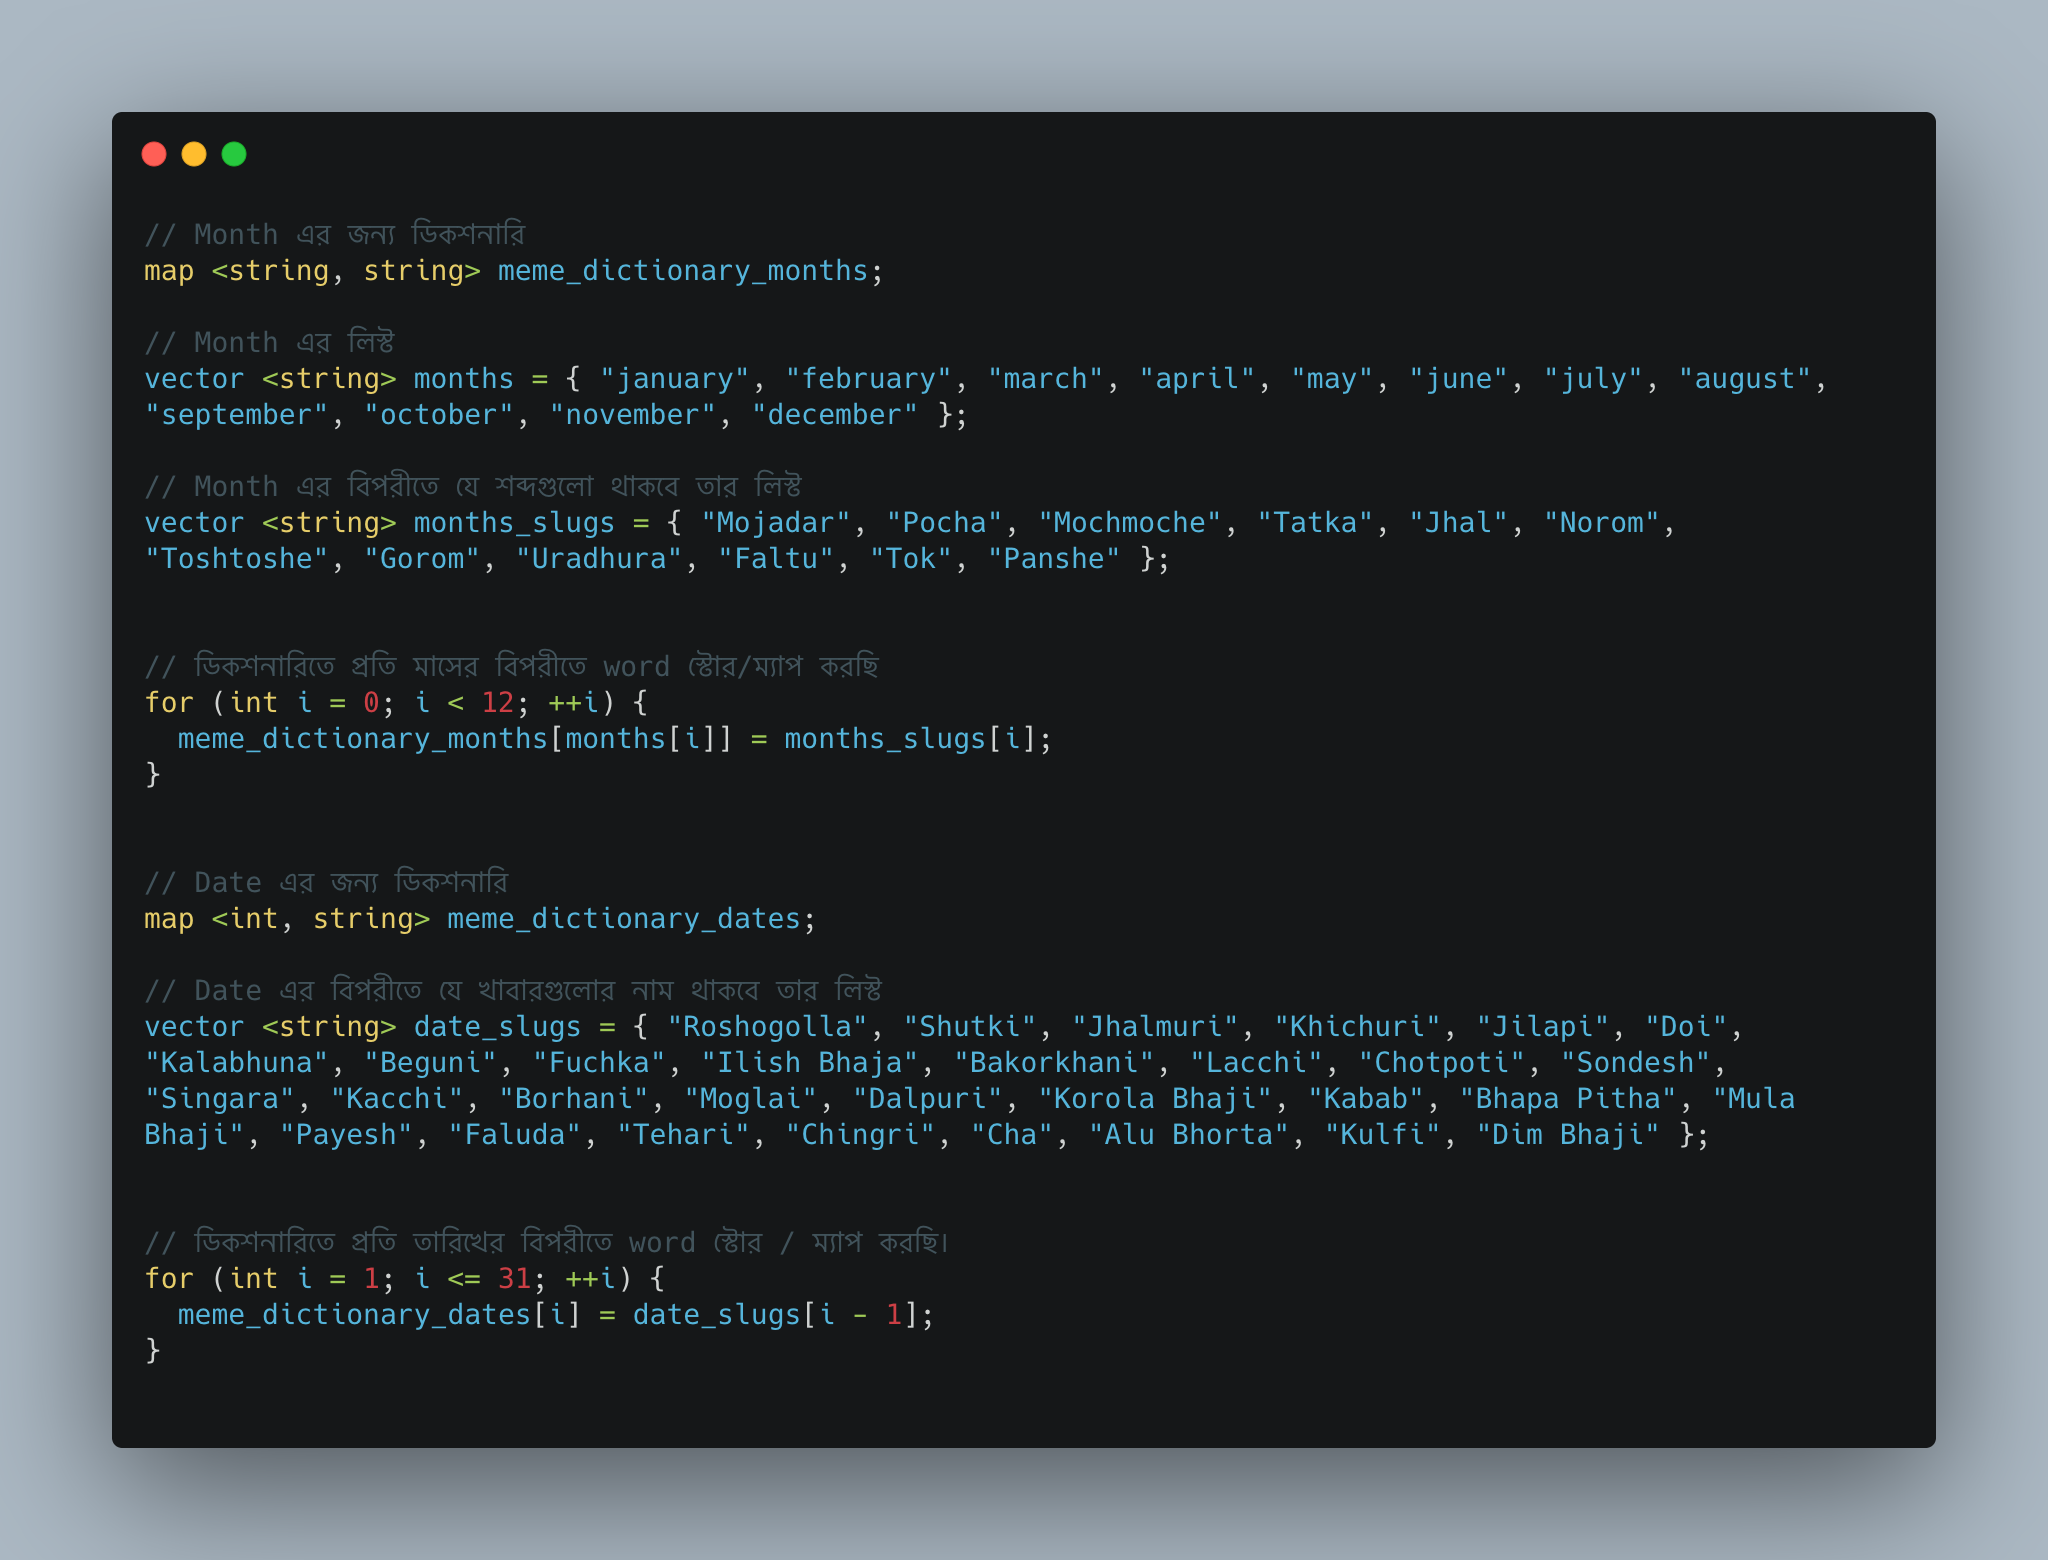 // Month এর জন্য ডিকশনারি
map <string, string> meme_dictionary_months;
// Month এর লিস্ট
vector <string> months = { "january", "february", "march", "april", "may", "june", "july", "august",
"september", "october", "november", "december" };
// Month এর বিপরীতে যে শব্দগুলো থাকবে তার লিস্ট
vector <string> months_slugs = { "Mojadar", "Pocha", "Mochmoche", "Tatka", "Jhal", "Norom",
"Toshtoshe", "Gorom", "Uradhura", "Faltu", "Tok", "Panshe" };
// ডিকশনারিতে প্রতি মাসের বিপরীতে word স্টোর/ম্যাপ করছি
for (int i = 0; i < 12; ++i) {
  meme_dictionary_months[months[i]] = months_slugs[i];
}
// Date এর জন্য ডিকশনারি
map <int, string> meme_dictionary_dates;
// Date এর বিপরীতে যে খাবারগুলোর নাম থাকবে তার লিস্ট
vector <string> date_slugs = { "Roshogolla", "Shutki", "Jhalmuri", "Khichuri", "Jilapi", "Doi",
"Kalabhuna", "Beguni", "Fuchka", "Ilish Bhaja", "Bakorkhani", "Lacchi", "Chotpoti", "Sondesh",
"Singara", "Kacchi", "Borhani", "Moglai", "Dalpuri", "Korola Bhaji", "Kabab", "Bhapa Pitha", "Mula
Bhaji", "Payesh", "Faluda", "Tehari", "Chingri", "Cha", "Alu Bhorta", "Kulfi", "Dim Bhaji" };
// ডিকশনারিতে প্রতি তারিখের বিপরীতে word স্টোর / ম্যাপ করছি।
for (int i = 1; i <= 31; ++i) {
  meme_dictionary_dates[i] = date_slugs[i - 1];
}